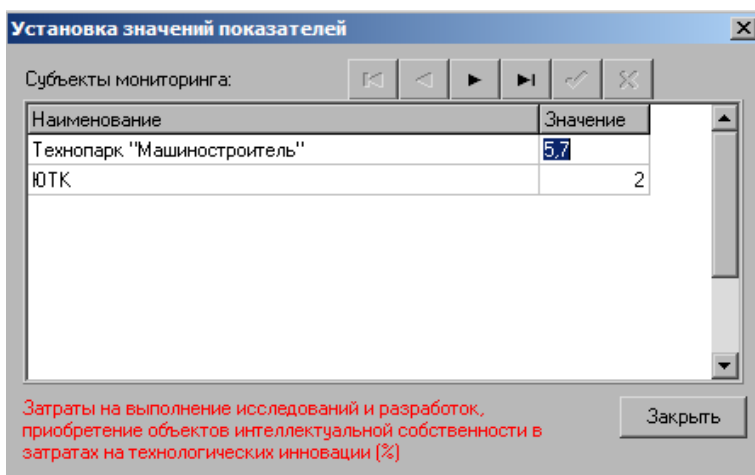 Установка значений показателей
Субъекты мониторинга:
Наименование Значение
Технопарк "Машиностроитель" 5,7
ЮТК 2
Затраты на выполнение исследований и разработок,
приобретение объектов интеллектуальной собственности в
затратах на технологических инновации (%)
Закрыть